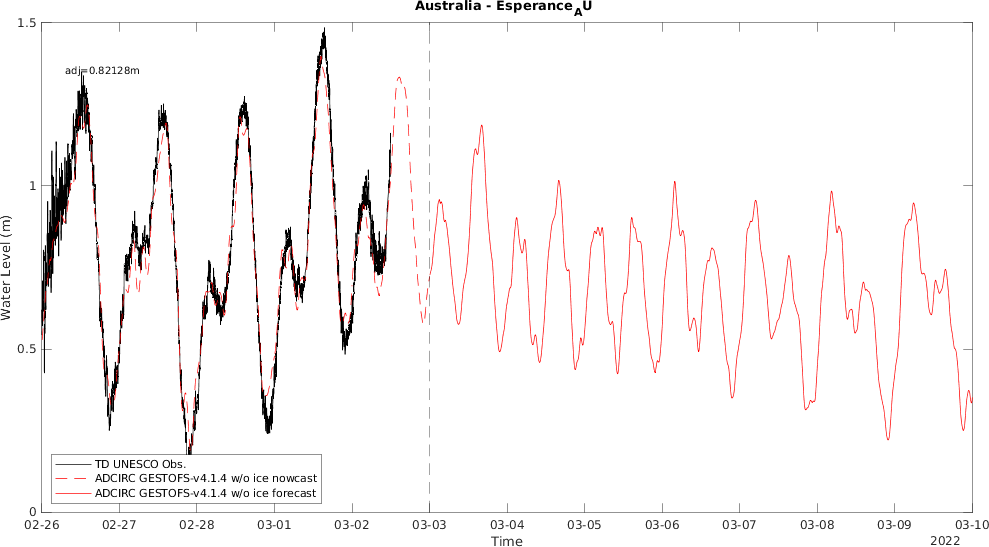 Australia - Esperance_AU
1.5
adj=0.82128m
1
Water Level (m)
0.5
TD UNESCO Obs.
ADCIRC GESTOFS-v4.1.4 w/o ice nowcast
ADCIRC GESTOFS-v4.1.4 w/o ice forecast
0
02-26 02-27 02-28 03-01 03-02 03-03 03-04 03-05 03-06 03-07 03-08 03-09 03-10
Time
2022